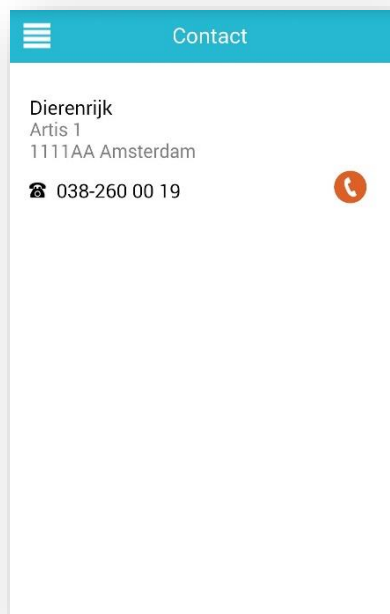 Contact
Dierenrijk
Artis 1
1111AA Amsterdam
☎ 038-260 00 19